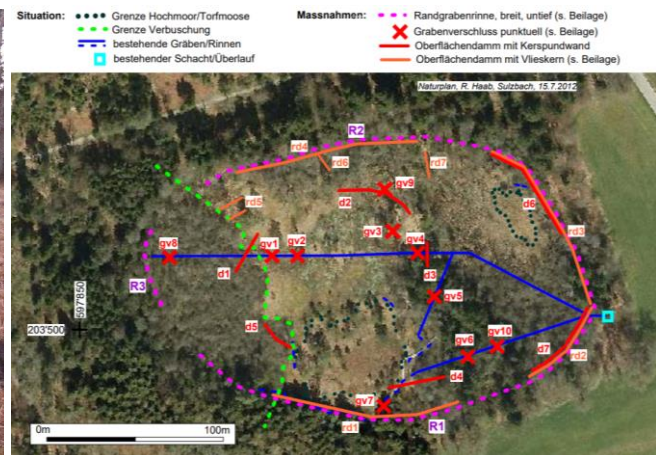 Situation:
Grenze Hochmoor/Torfmoose
Grenze Verbuschung
bestehende Gräben/Rinnen
bestehender Schacht/Überlauf
Massnahmen:
Randgrabenrinne, breit, untief (s. Beilage)
Grabenverschluss punktuell (s. Beilage)
Oberflächendamm mit Kerspundwand
Oberflächendamm mit Vlieskern (s. Beilage)
Naturplan, R. Haab, Sulzbach, 15.7.2012
R2
rd4
rd6
rd7
gv9
d2
d6
rd5
gv3
gv4
rd3
gv8
gv1
gv2
d1
d3
R3
597'850
gv5
203'500
d5
gv6
gv10
d7
rd2
d4
gv7
rd1
R1
0m
100m